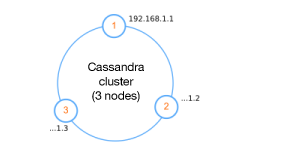 1
192.168.1.1
Cassandra
cluster
(3 nodes)
...1.2
2
3
...1.3